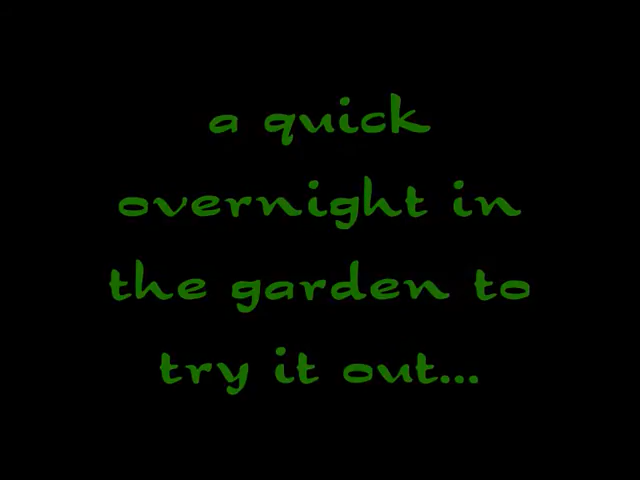 a quick
overnight in
the garden to
try it out...